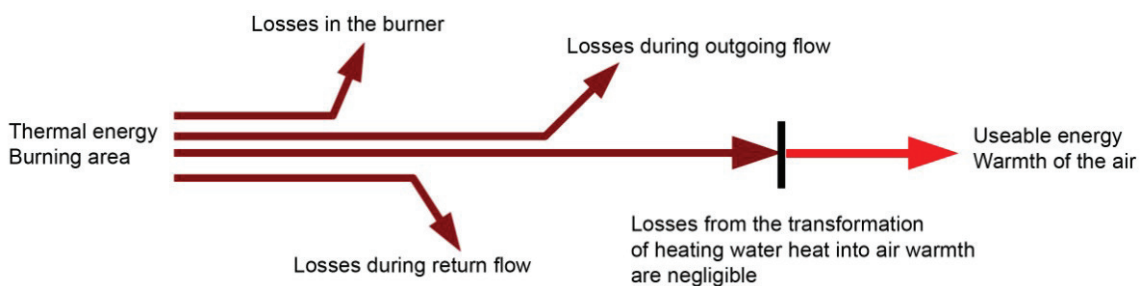 Losses in the burner
Losses during outgoing flow
Thermal energy
Burning area
Useable energy
Warmth of the air
Losses from the transformation
of heating water heat into air warmth
are negligible
Losses during return flow